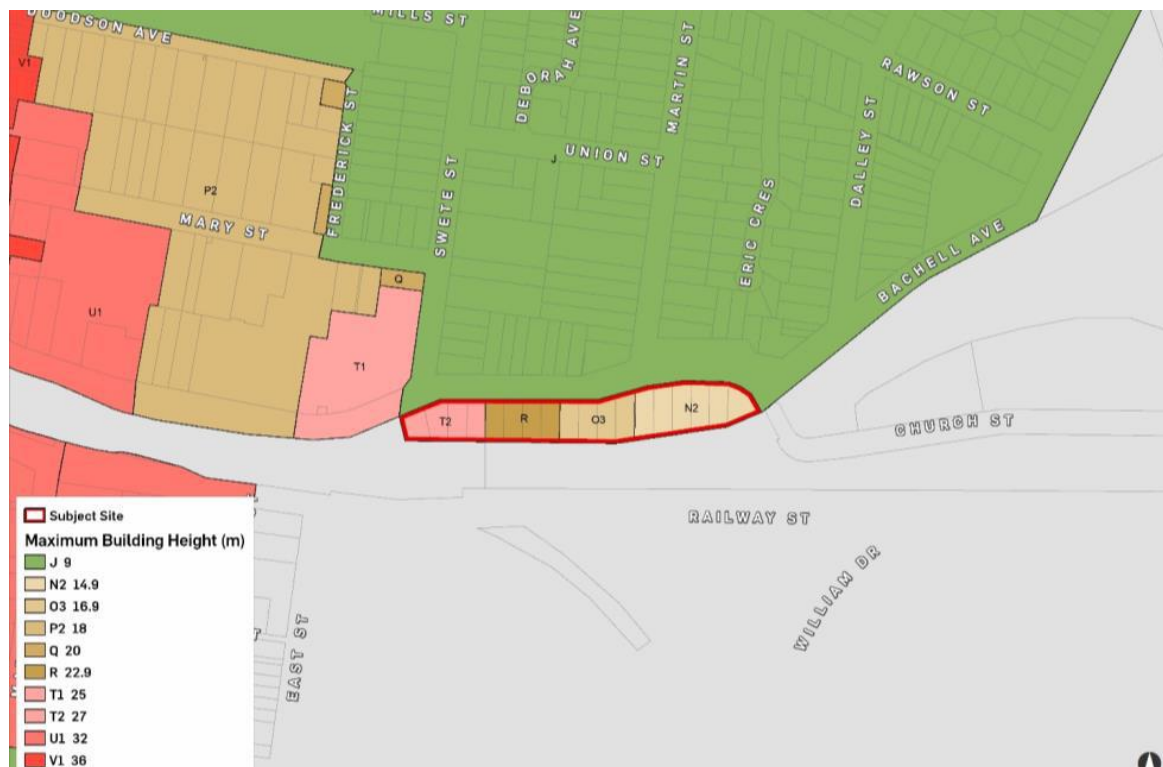 DOODSON AVE
MILLS ST
DEBORAH AVE
MARTIN ST
RAWSON ST
V1
FREDERICK ST
DALLEY ST
UNION ST
J
P2
SWETE ST
MARY ST
ERIC CRES
BACHELL AVE
Q
U1
T1
T2
R
O3
N2
CHURCH ST
RAILWAY ST
WILLIAM DR
EAST ST
Subject Site
Maximum Building Height (m)
J 9
N2 14.9
O3 16.9
P2 18
Q 20
R 22.9
T1 25
T2 27
U1 32
V1 36